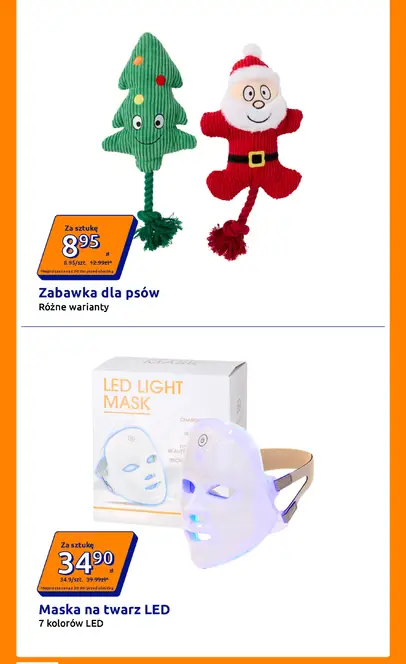 Za sztukę
8.95
zł
8.95/szt. 12.99zł*
Zabawka dla psów
Różne warianty
LED LIGHT
MASK
Za sztukę
34.90
zł
34.9/szt. 39.99zł*
Maska na twarz LED
7 kolorów LED